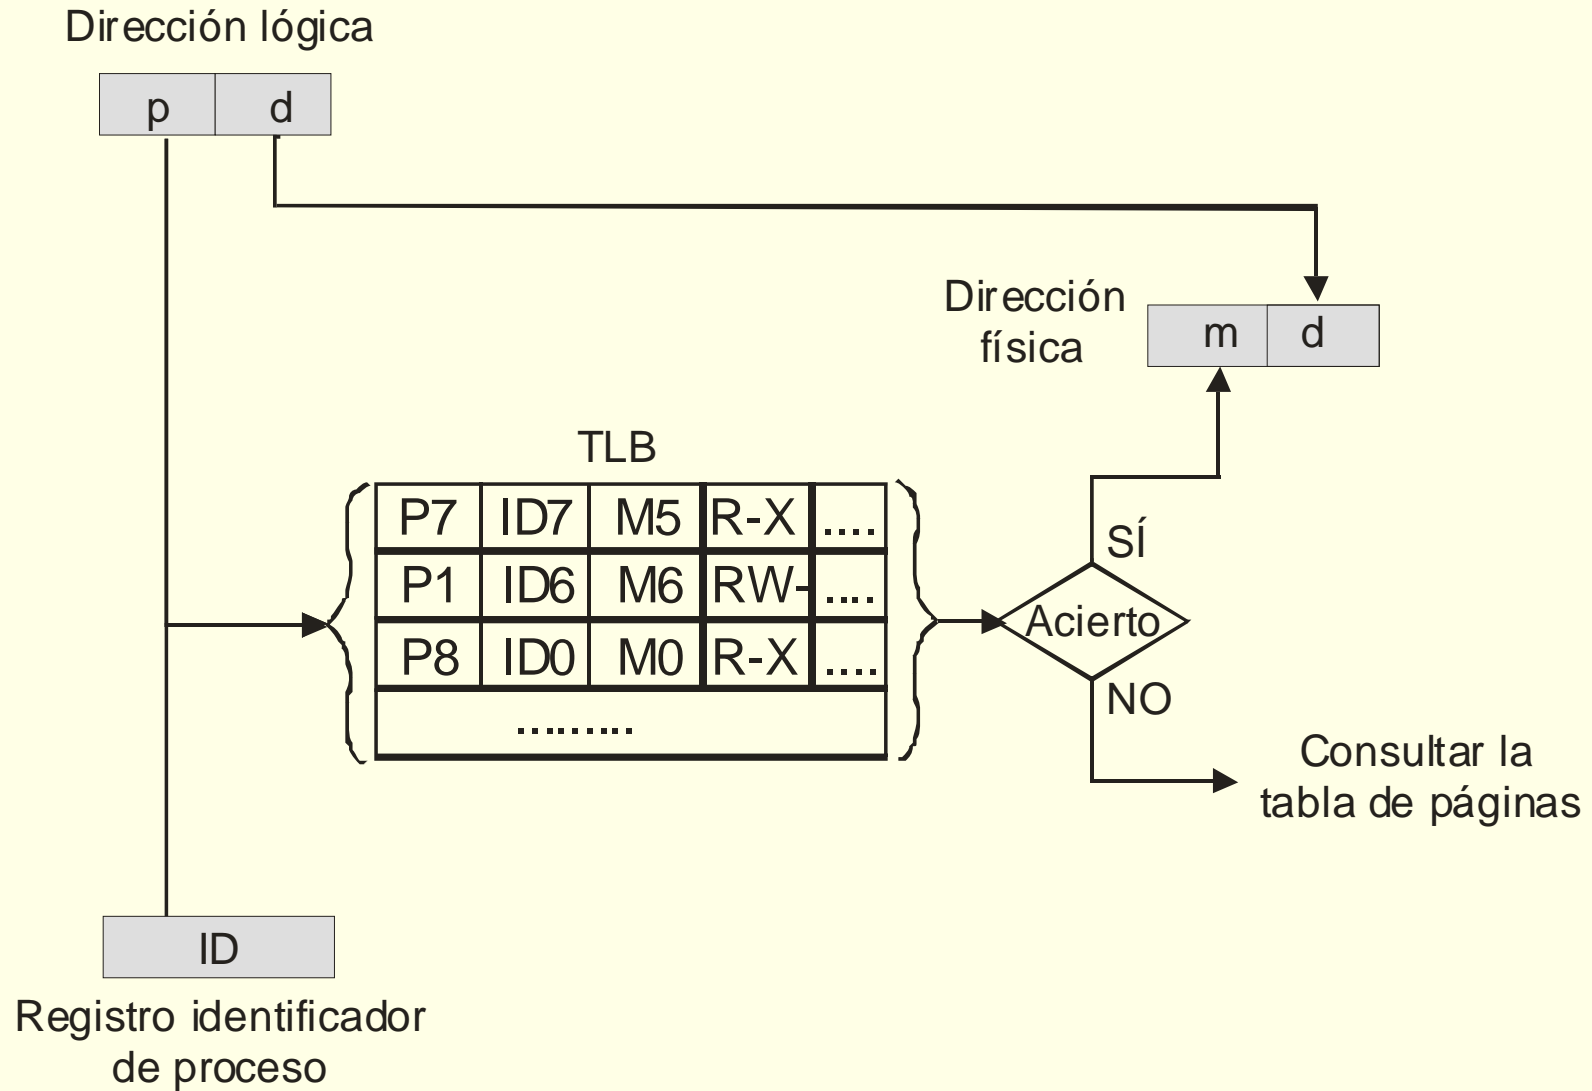 Dirección lógica
p d
Dirección
física
m d
TLB
P7 ID7 M5 R-X ....
P1 ID6 M6 RW- ....
P8 ID0 M0 R-X ....
.........
SÍ
Acierto
NO
Consultar la
tabla de páginas
ID
Registro identificador
de proceso